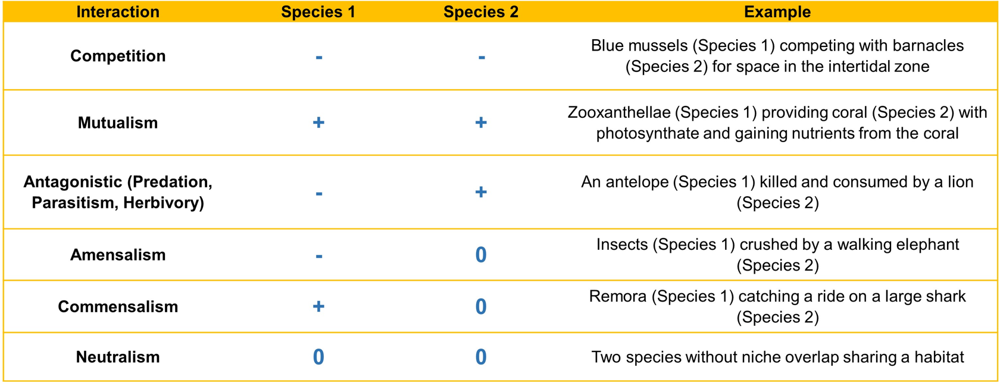 Interaction Species 1 Species 2 Example
Competition - - Blue mussels (Species 1) competing with barnacles
(Species 2) for space in the intertidal zone
Mutualism + + Zooxanthellae (Species 1) providing coral (Species 2) with
photosynthate and gaining nutrients from the coral
Antagonistic (Predation,
Parasitism, Herbivory) - + An antelope (Species 1) killed and consumed by a lion
(Species 2)
Amensalism - 0 Insects (Species 1) crushed by a walking elephant
(Species 2)
Commensalism + 0 Remora (Species 1) catching a ride on a large shark
(Species 2)
Neutralism 0 0 Two species without niche overlap sharing a habitat